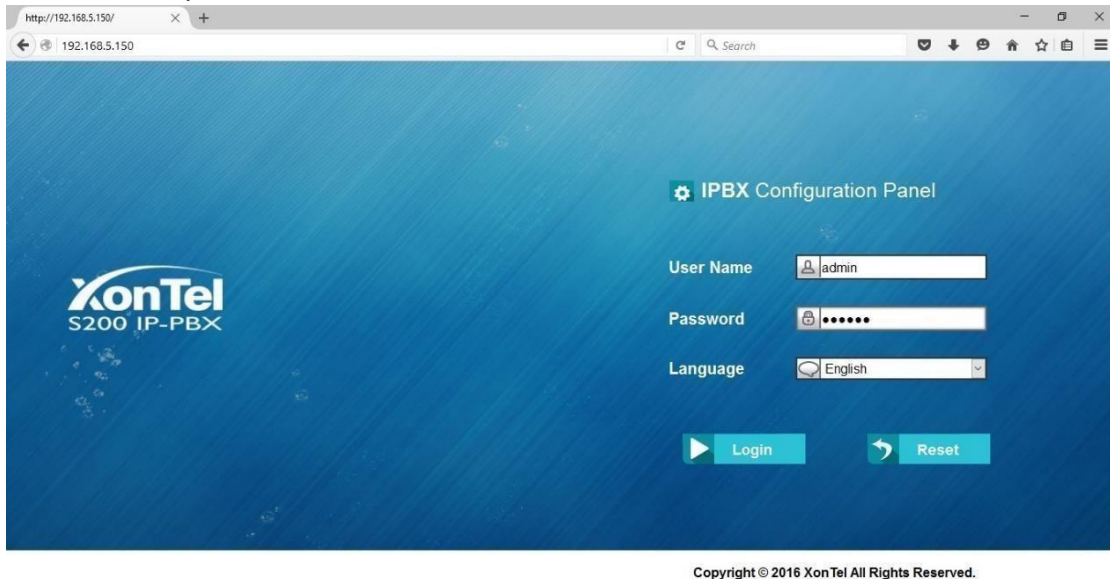 http://192.168.5.150/
192.168.5.150
Search
IPBX Configuration Panel
User Name
admin
XonTel
S200 IP-PBX
Password
••••••
Language
English
Login
Reset
Copyright © 2016 XonTel All Rights Reserved.